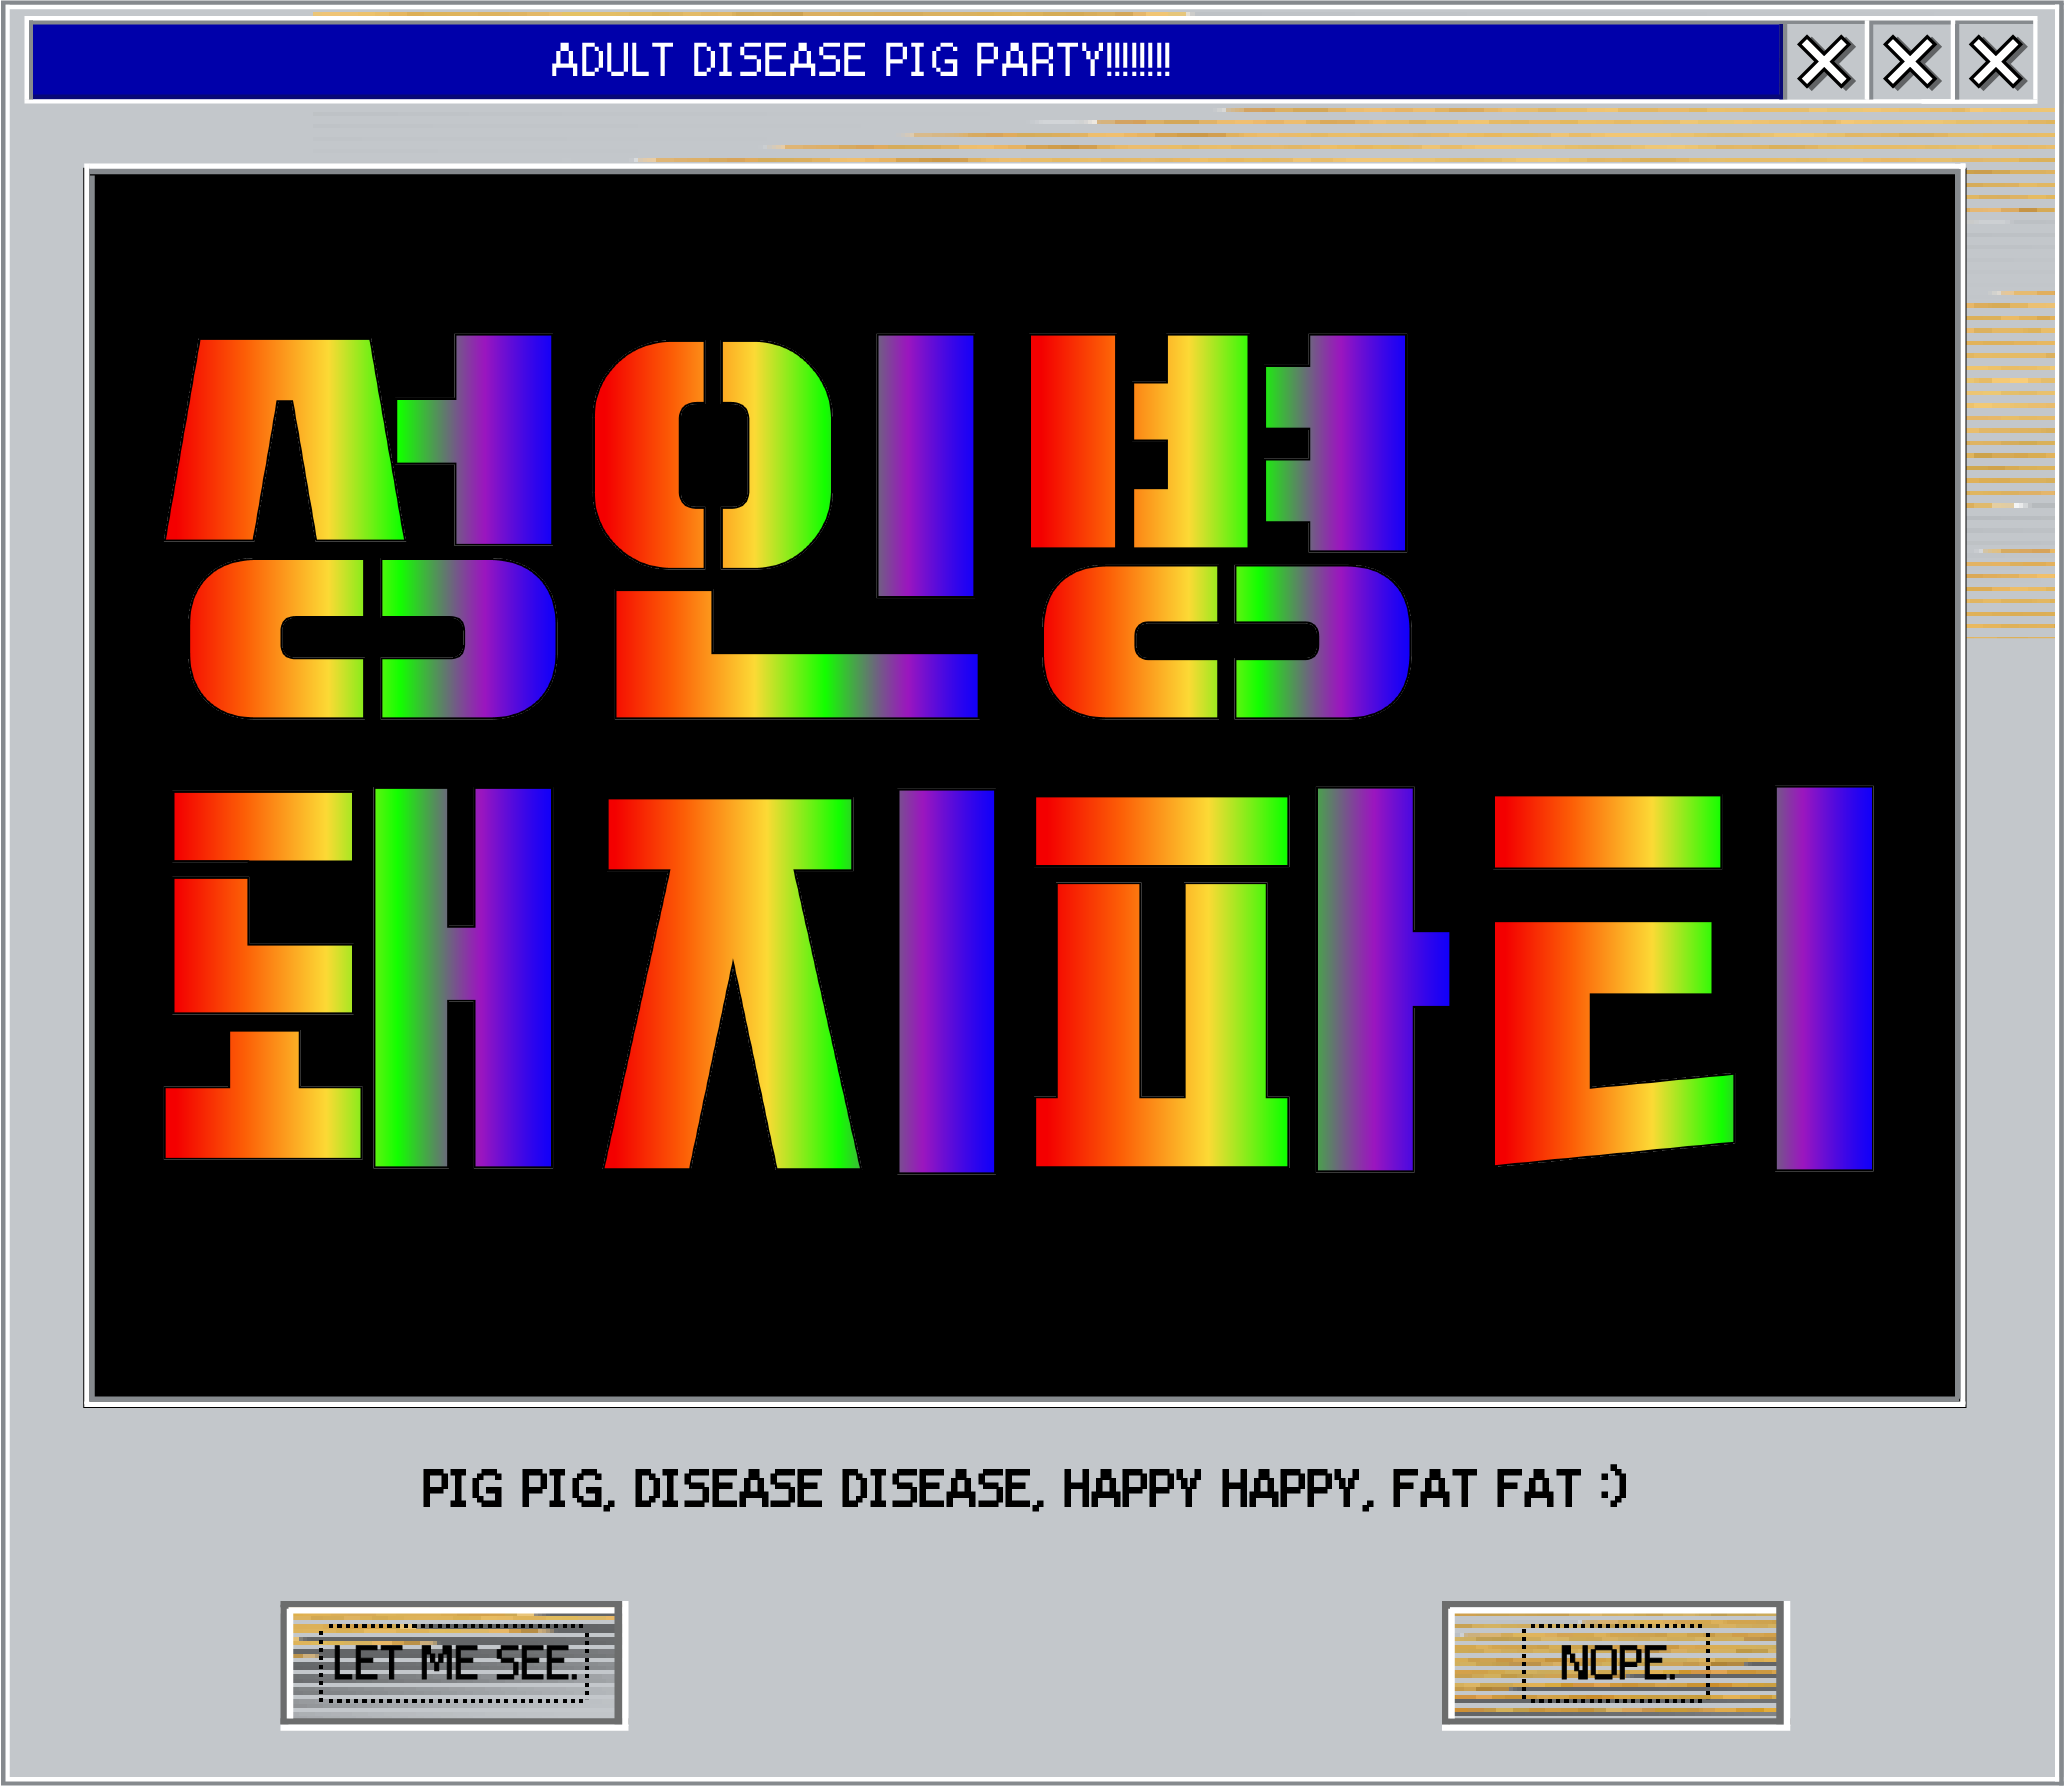 ADULT DISEASE PIG PARTY!!!!!!!!
성인병
돼지파티
PIG PIG, DISEASE DISEASE, HAPPY HAPPY, FAT FAT :)
LET ME SEE.
NOPE.